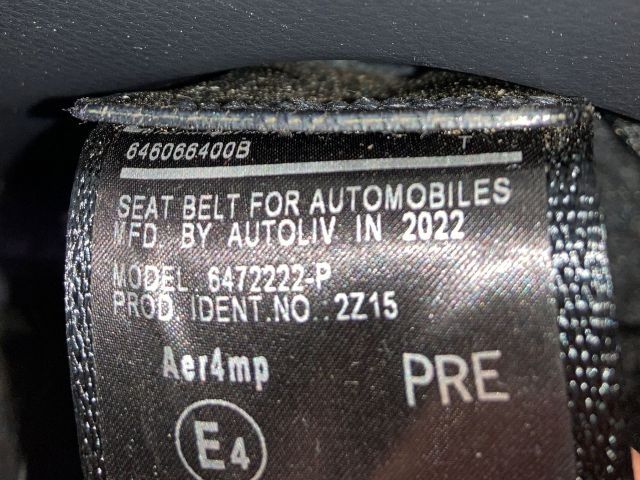 646066400B T
SEAT BELT FOR AUTOMOBILES
MFD. BY AUTOLIV IN 2022
MODEL 6472222-P
PROD. IDENT.NO.:2Z15
Aer4mp PRE
E4